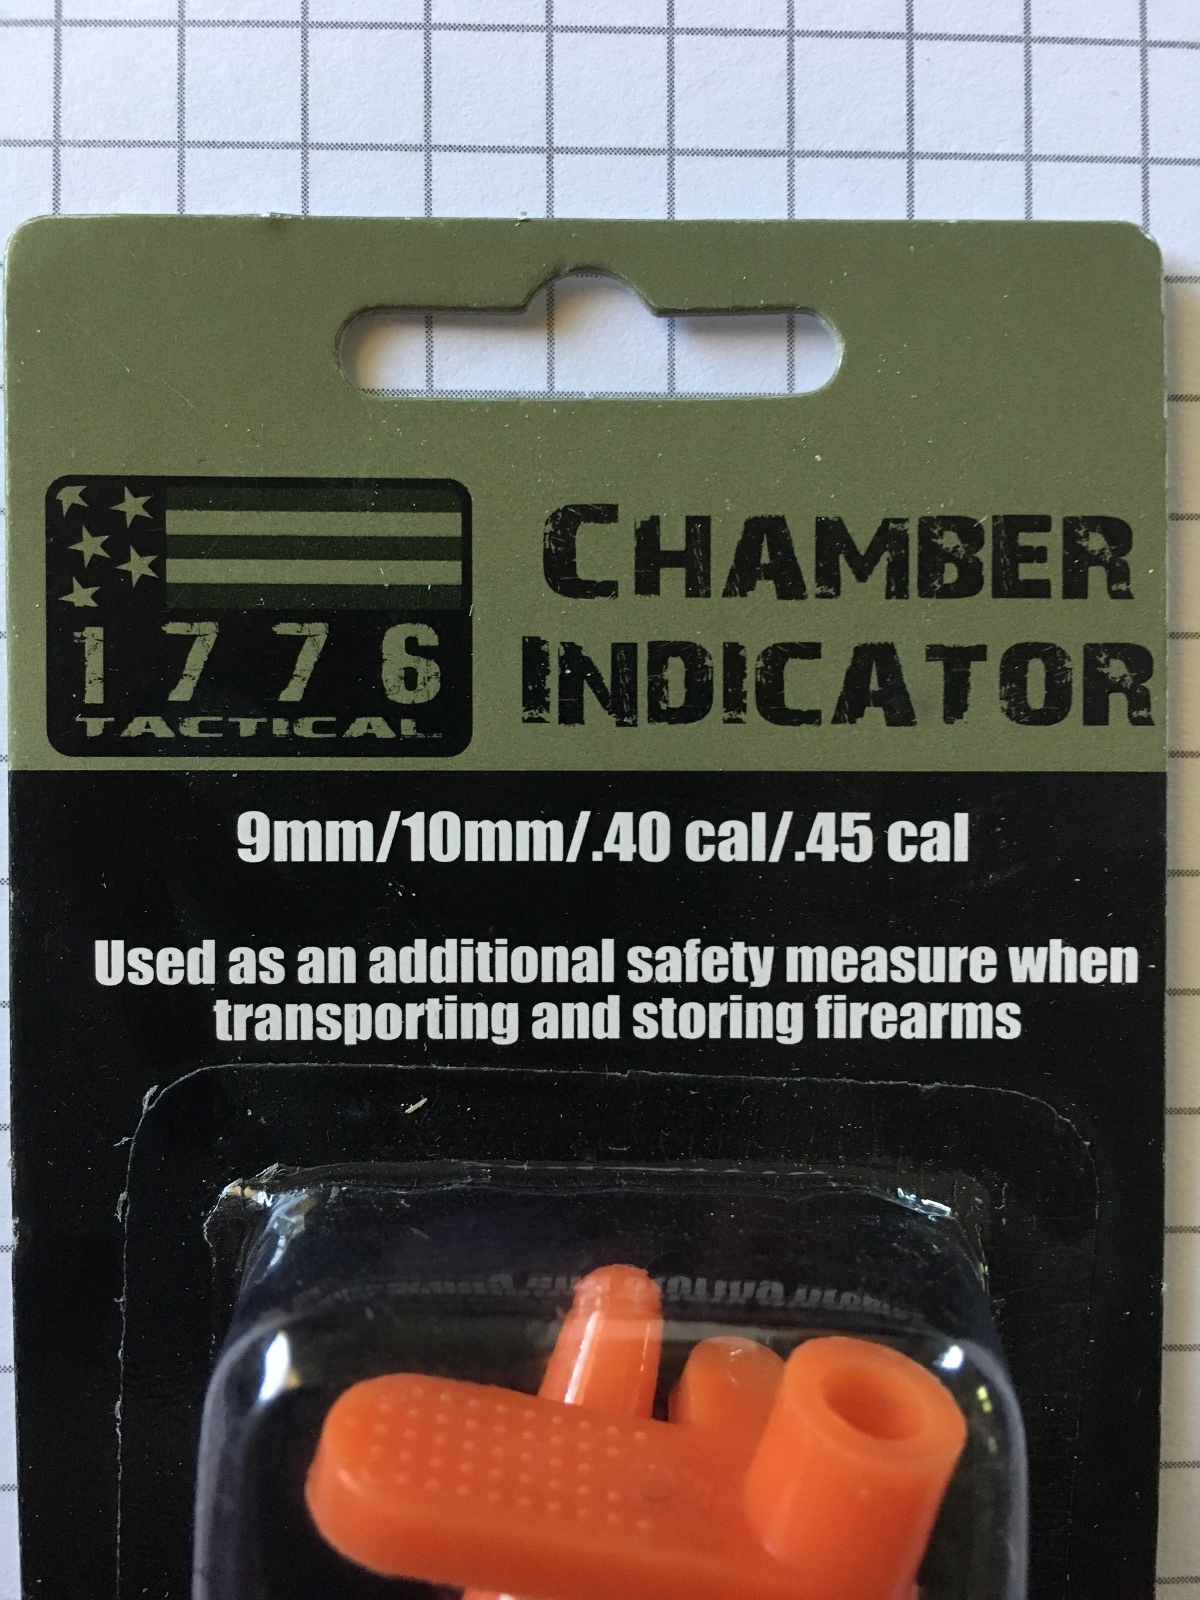 1776
TACTICAL
CHAMBER
INDICATOR
9mm/10mm/.40 cal/.45 cal
Used as an additional safety measure when
transporting and storing firearms